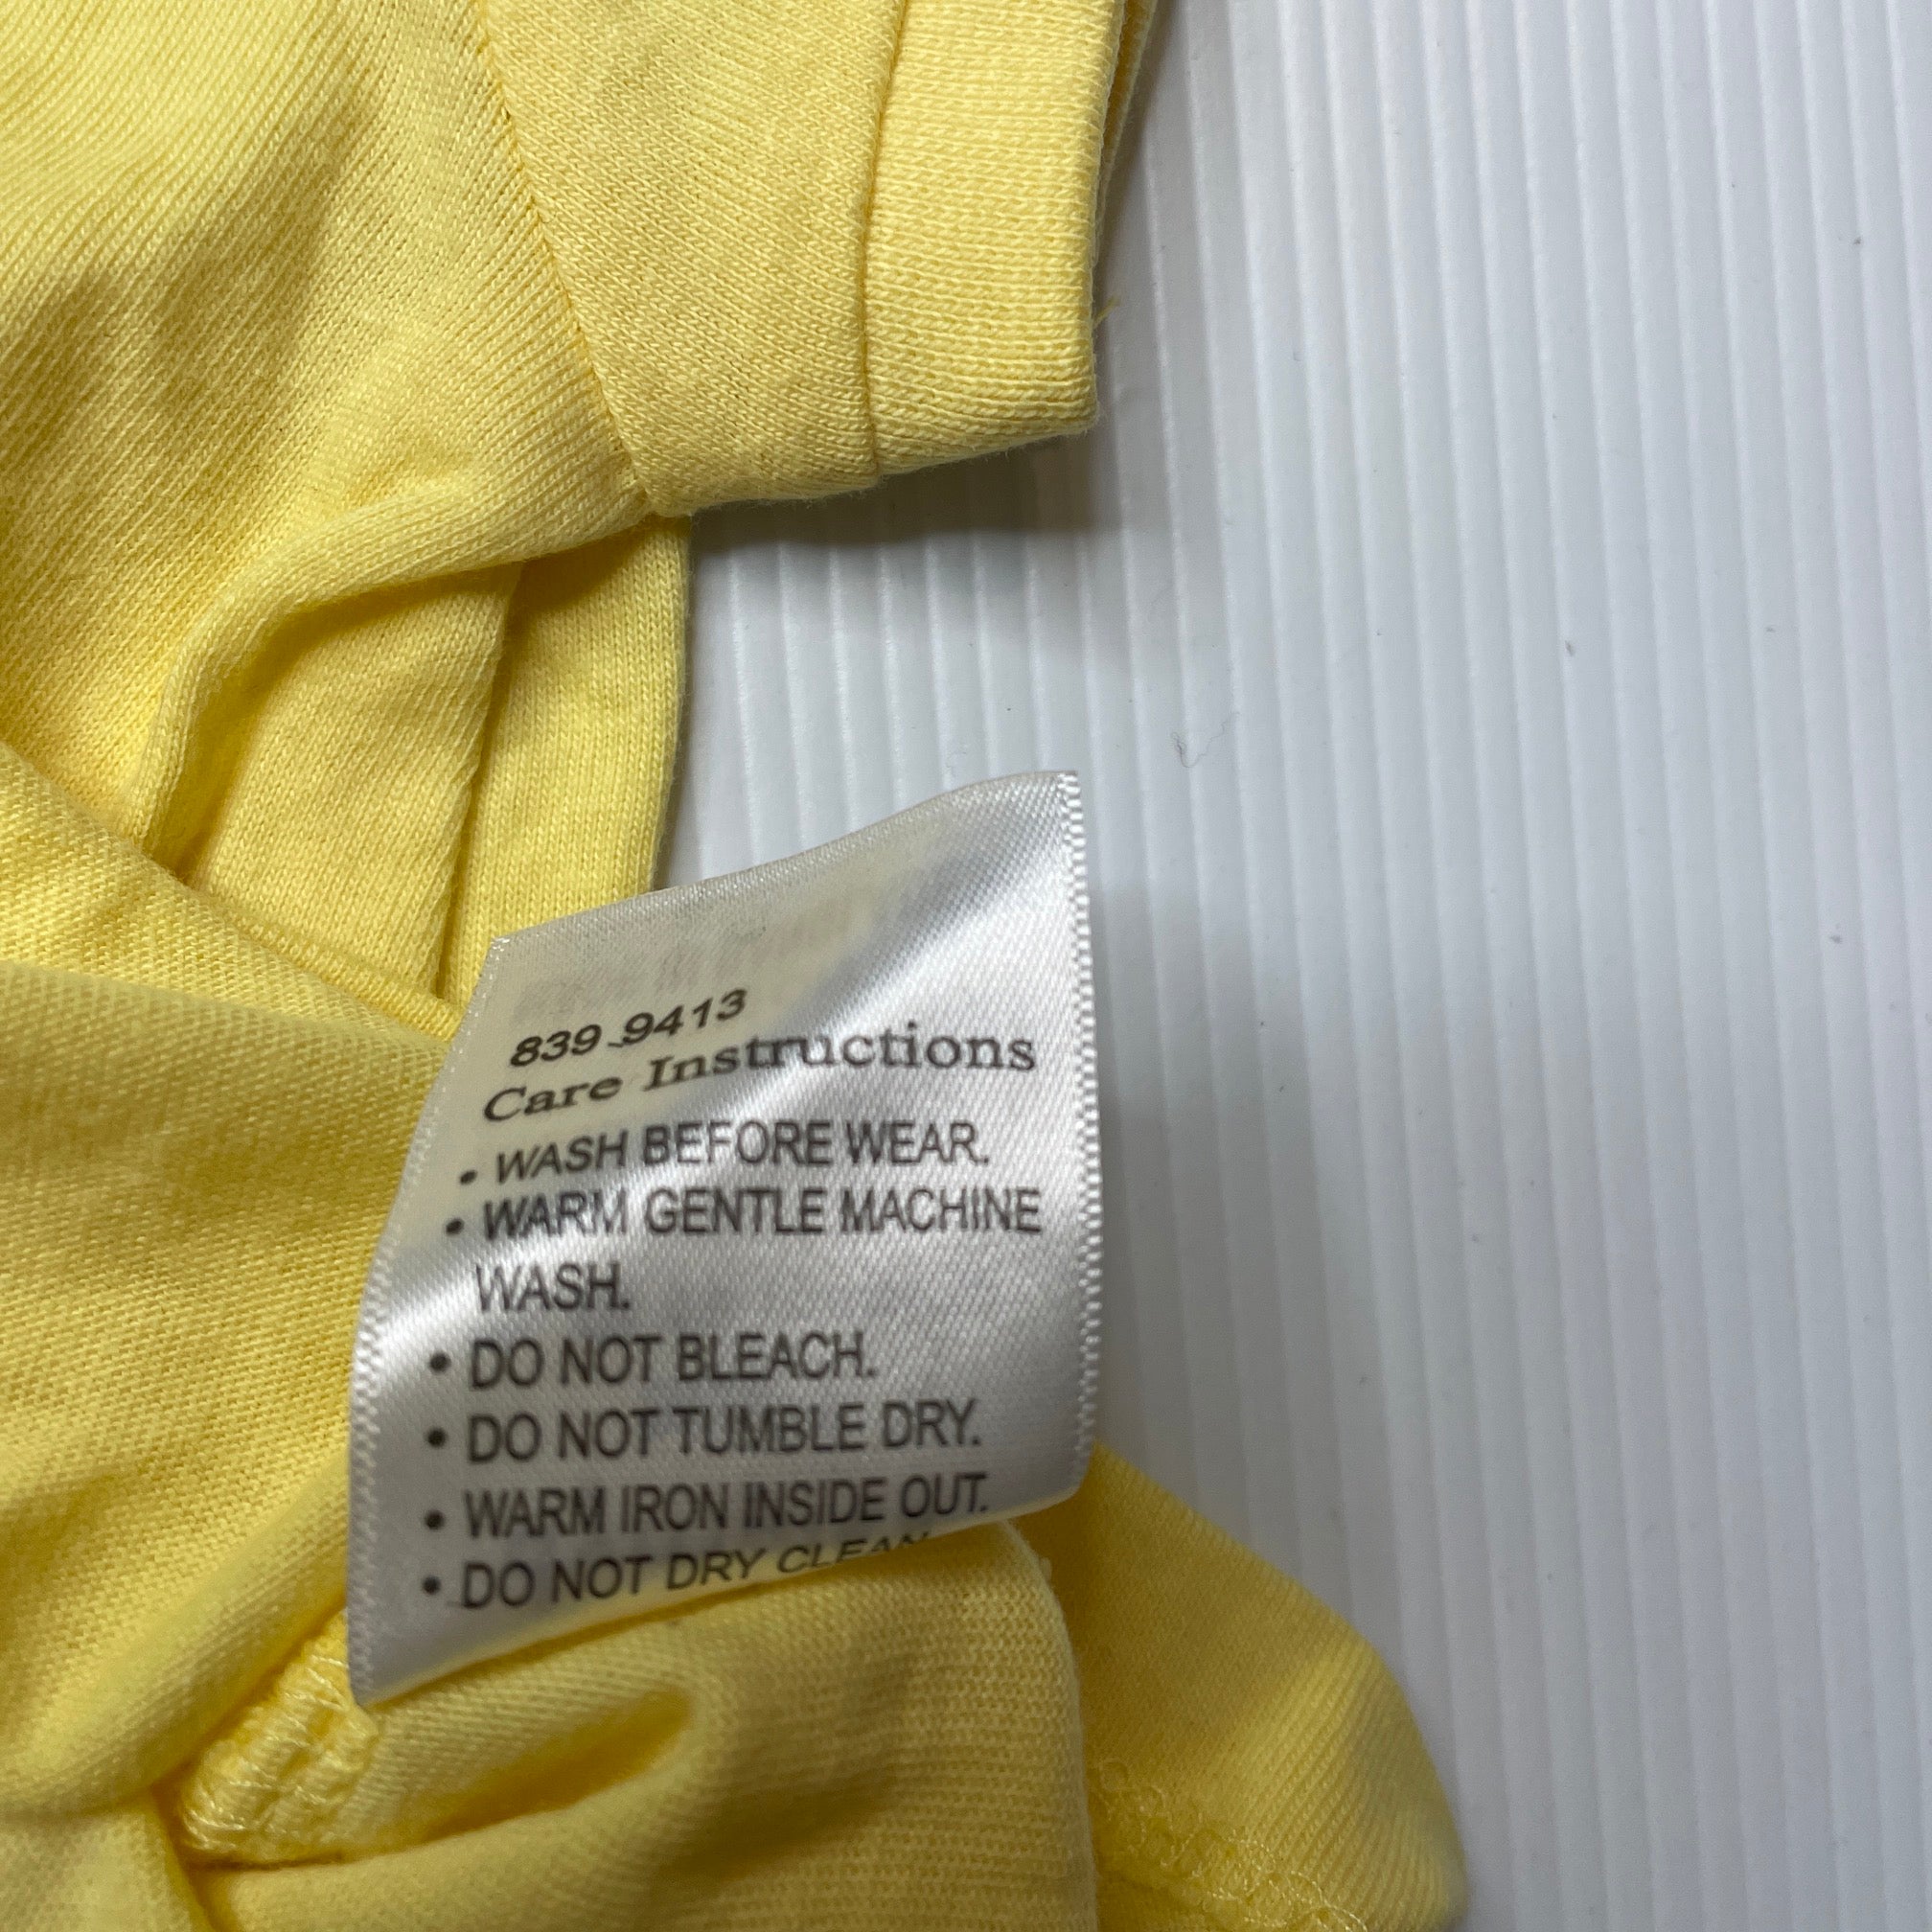 839 9413
Care Instructions
• WASH BEFORE WEAR.
• WARM GENTLE MACHINE
WASH.
• DO NOT BLEACH.
• DO NOT TUMBLE DRY.
• WARM IRON INSIDE OUT.
• DO NOT DRY CLEAN